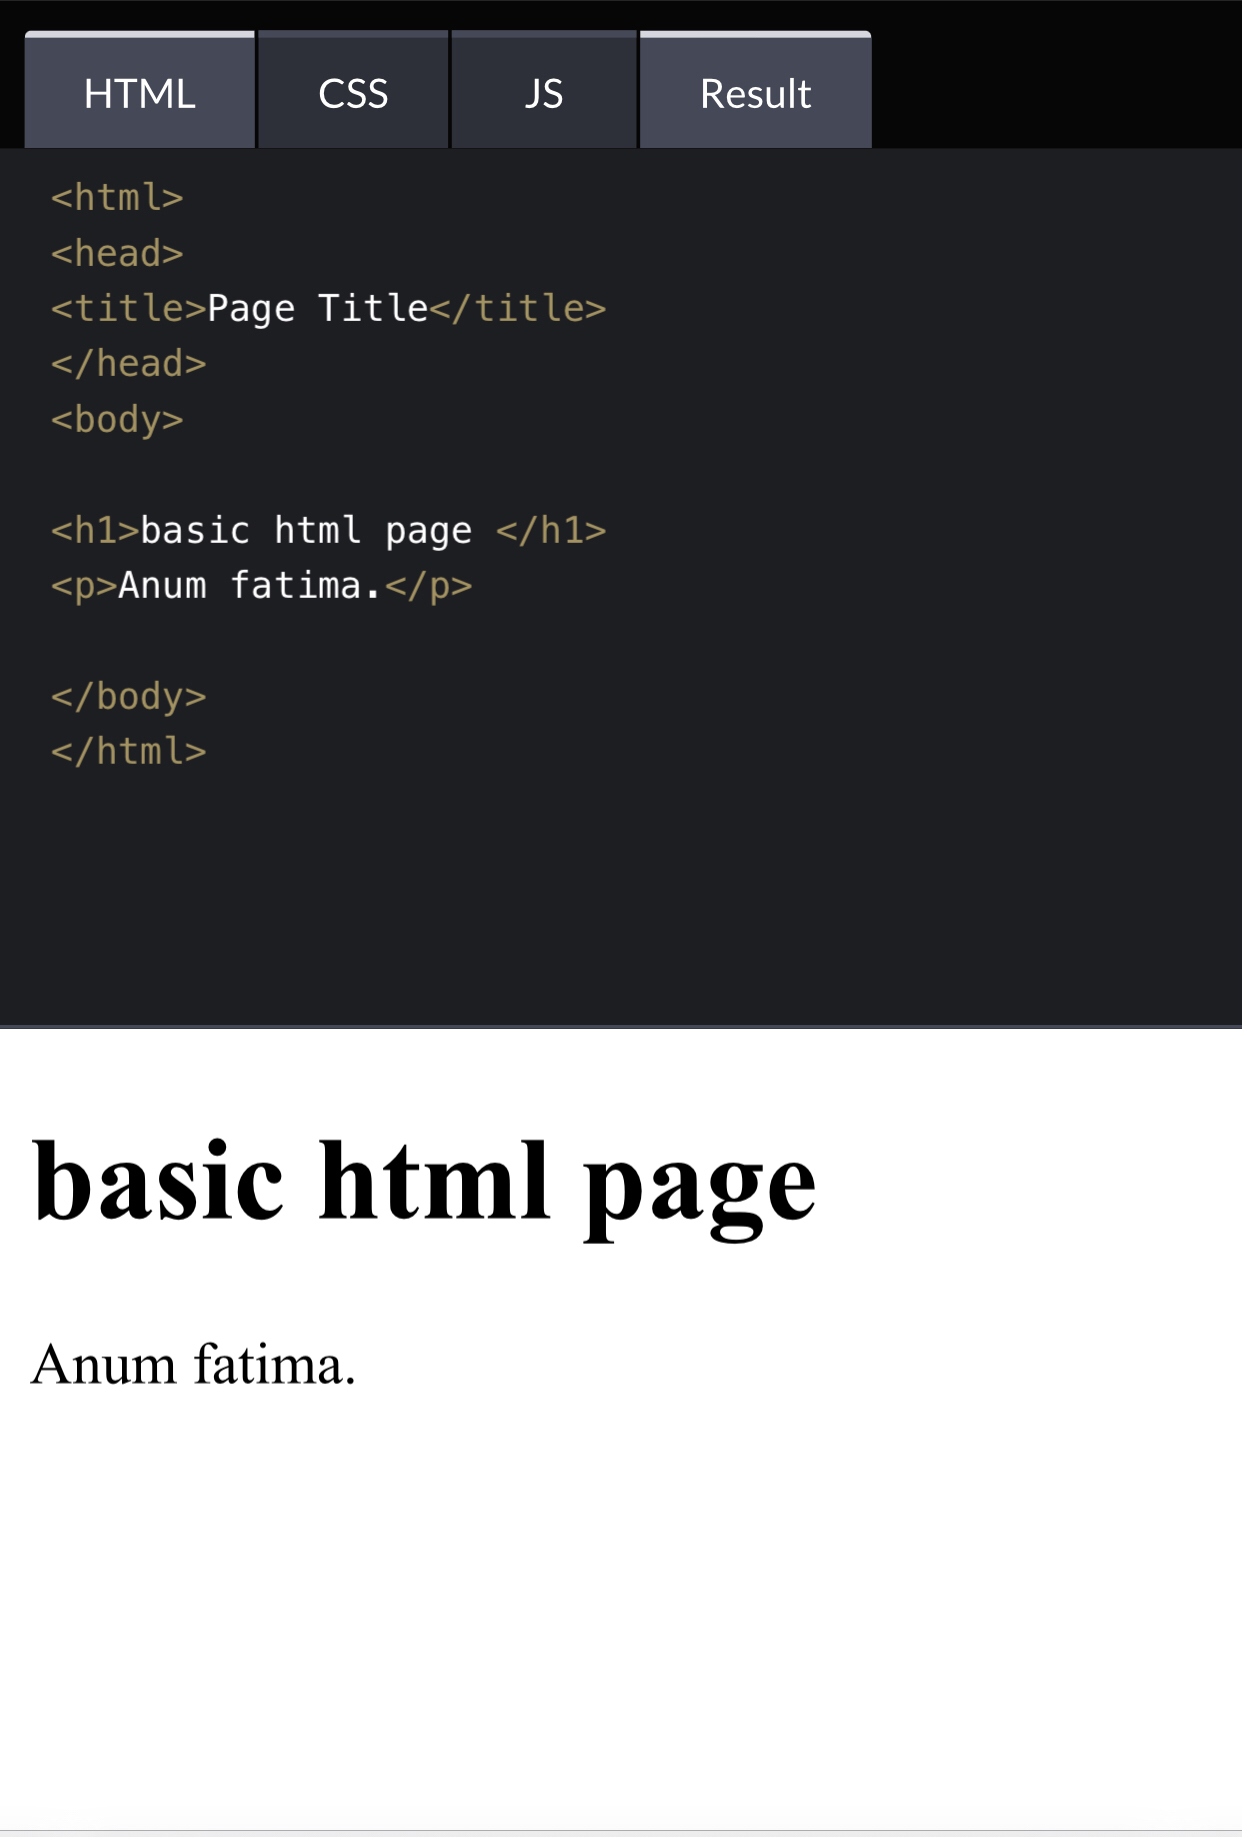 HTML CSS JS Result
<html>
<head>
<title>Page Title</title>
</head>
<body>
<h1>basic html page </h1>
<p>Anum fatima.</p>
</body>
</html>
basic html page
Anum fatima.